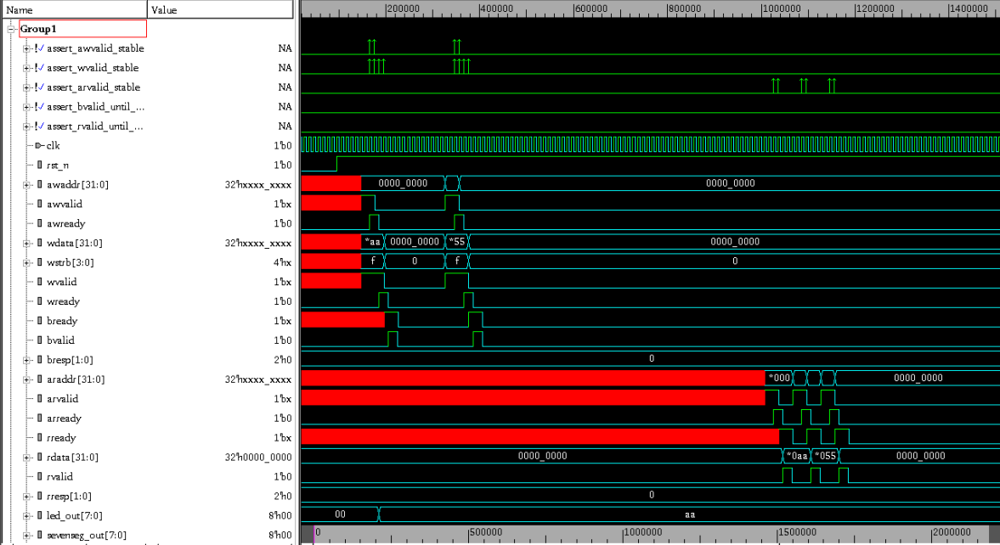 Name Value 200000 400000 600000 800000 1000000 1200000 1400000
Group1
assert_awvalid_stable NA
assert_wvalid_stable NA
assert_arvalid_stable NA
assert_bvalid_until_... NA
assert_rvalid_until_... NA
clk 1'b0
rst_n 1'b0
awaddr[31:0] 32'hxxxx_xxxx 0000_0000 0000_0000
awvalid 1'bx
awready 1'b0
wdata[31:0] 32'hxxxx_xxxx *aa 0000_0000 *55 0000_0000
wstrb[3:0] 4'hx f 0 f 0
wvalid 1'bx
wready 1'b0
bready 1'bx
bvalid 1'b0
bresp[1:0] 2'h0 0
araddr[31:0] 32'hxxxx_xxxx *000 0000_0000
arvalid 1'bx
arready 1'b0
rready 1'bx
rdata[31:0] 32'h0000_0000 0000_0000 *0aa *055 0000_0000
rvalid 1'b0
rresp[1:0] 2'h0 0
led_out[7:0] 8'h00 00 aa
sevenseg_out[7:0] 8'h00 0 500000 1000000 1500000 2000000